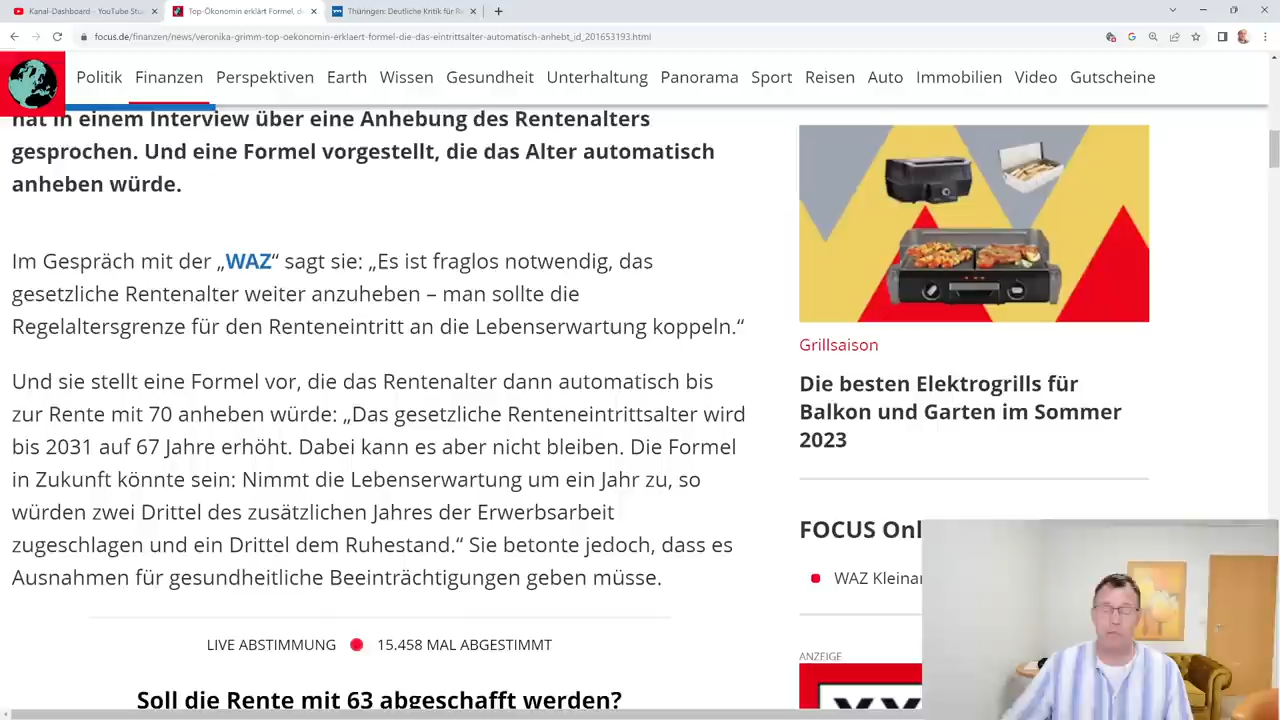 Kanal-Dashboard – YouTube Stu
Top-Ökonomin erklärt Formel, d
Thüringen: Deutliche Kritik für R
focus.de/finanzen/news/veronika-grimm-top-oekonomin-erklaert-formel-die-das-eintrittsalter-automatisch-anhebt_id_201653193.html
Politik Finanzen Perspektiven Earth Wissen Gesundheit Unterhaltung Panorama Sport Reisen Auto Immobilien Video Gutscheine
hat in einem Interview über eine Anhebung des Rentenalters
gesprochen. Und eine Formel vorgestellt, die das Alter automatisch
anheben würde.
Im Gespräch mit der „WAZ“ sagt sie: „Es ist fraglos notwendig, das
gesetzliche Rentenalter weiter anzuheben – man sollte die
Regelaltersgrenze für den Renteneintritt an die Lebenserwartung koppeln.“
Und sie stellt eine Formel vor, die das Rentenalter dann automatisch bis
zur Rente mit 70 anheben würde: „Das gesetzliche Renteneintrittsalter wird
bis 2031 auf 67 Jahre erhöht. Dabei kann es aber nicht bleiben. Die Formel
in Zukunft könnte sein: Nimmt die Lebenserwartung um ein Jahr zu, so
würden zwei Drittel des zusätzlichen Jahres der Erwerbsarbeit
zugeschlagen und ein Drittel dem Ruhestand.“ Sie betonte jedoch, dass es
Ausnahmen für gesundheitliche Beeinträchtigungen geben müsse.
LIVE ABSTIMMUNG 15.458 MAL ABGESTIMMT
Soll die Rente mit 63 abgeschafft werden?
Grillsaison
Die besten Elektrogrills für
Balkon und Garten im Sommer
2023
FOCUS Onl
WAZ Kleinan
ANZEIGE